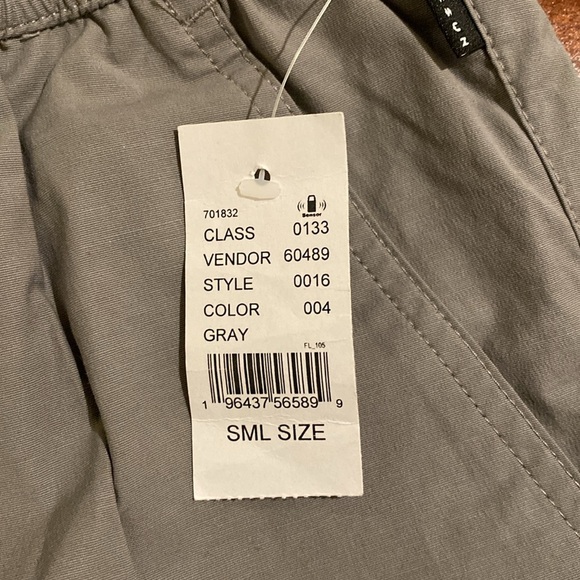 701832
Sensor
CLASS 0133
VENDOR 60489
STYLE 0016
COLOR 004
GRAY
FL_105
1 96437 56589 9
SML SIZE